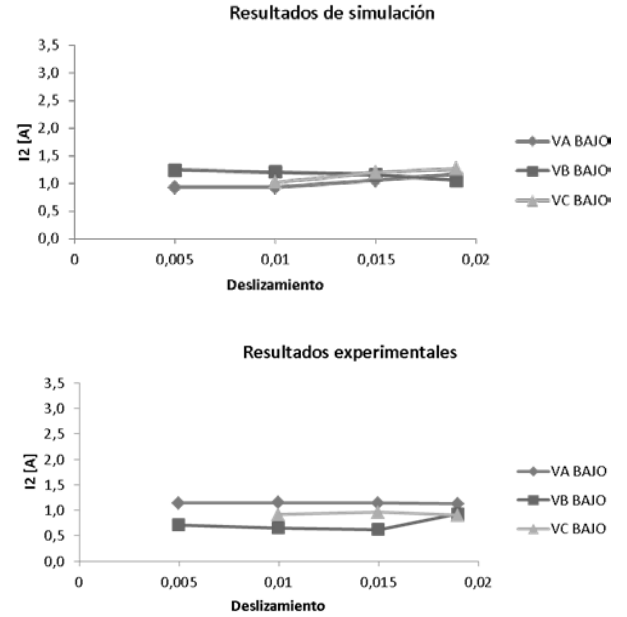 Resultados de simulación
3,5
3,0
2,5
2,0
1,5
1,0
0,5
0,0
I2 [A]
0 0,005 0,01 0,015 0,02
Deslizamiento
VA BAJO
VB BAJO
VC BAJO
Resultados experimentales
3,5
3,0
2,5
2,0
1,5
1,0
0,5
0,0
I2 [A]
0 0,005 0,01 0,015 0,02
Deslizamiento
VA BAJO
VB BAJO
VC BAJO